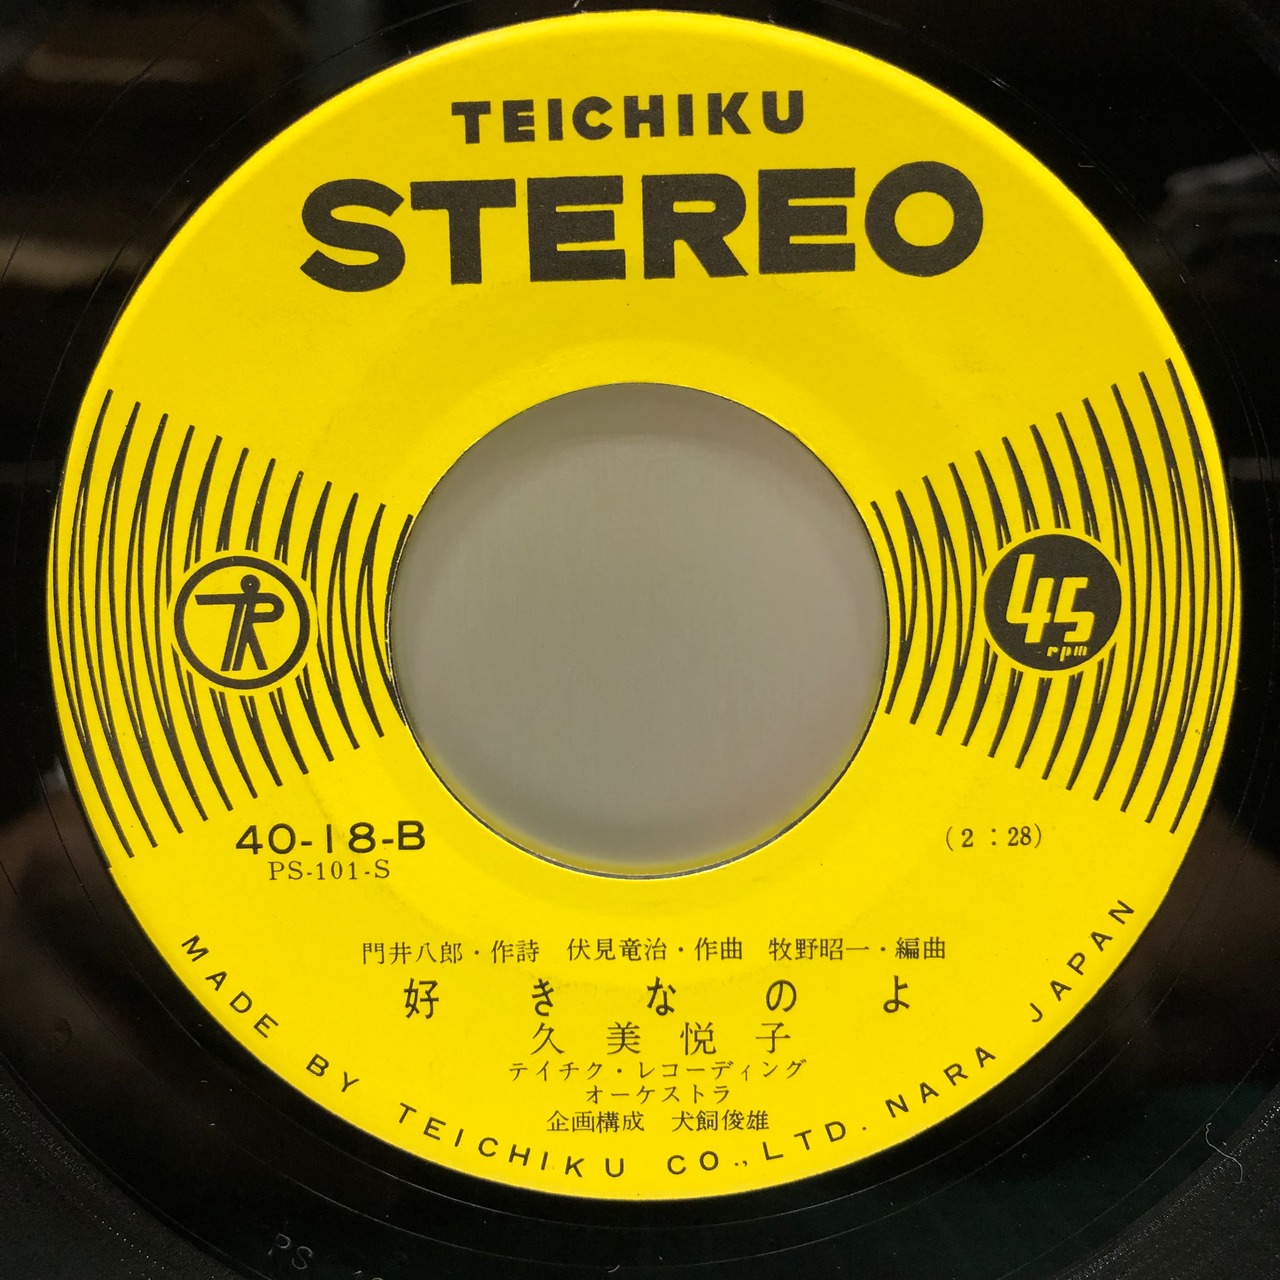 TEICHIKU
STEREO
TR
45
rpm
40-18-B
PS-101-S
(2：28)
門井八郎・作詩 伏見竜治・作曲 牧野昭一・編曲
好きなのよ
久美悦子
テイチク・レコーディング
オーケストラ
企画構成 犬飼俊雄
MADE BY TEICHIKU CO., LTD. NARA JAPAN
PS